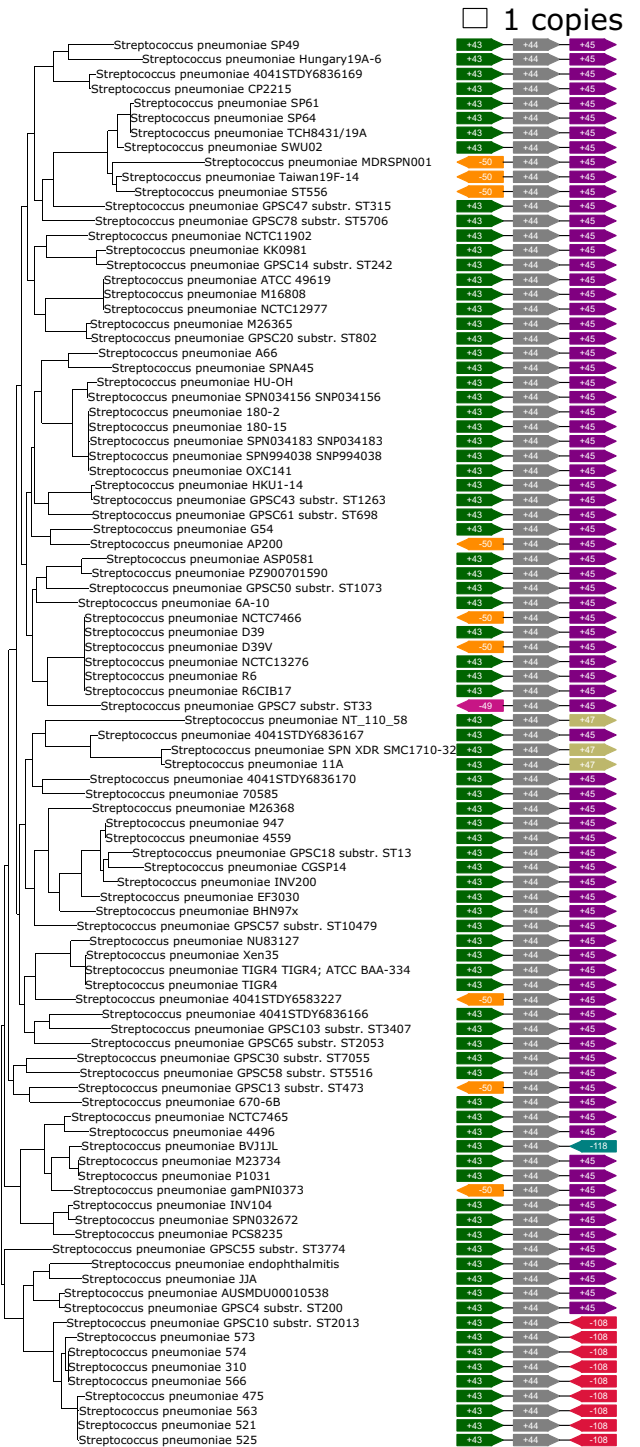 1 copies
Streptococcus pneumoniae SP49 +43 +44 +45
Streptococcus pneumoniae Hungary19A-6 +43 +44 +45
Streptococcus pneumoniae 4041STDY6836169 +43 +44 +45
Streptococcus pneumoniae CP2215 +43 +44 +45
Streptococcus pneumoniae SP61 +43 +44 +45
Streptococcus pneumoniae SP64 +43 +44 +45
Streptococcus pneumoniae TCH8431/19A +43 +44 +45
Streptococcus pneumoniae SWU02 +43 +44 +45
Streptococcus pneumoniae MDRSPN001 -50 +44 +45
Streptococcus pneumoniae Taiwan19F-14 -50 +44 +45
Streptococcus pneumoniae ST556 -50 +44 +45
Streptococcus pneumoniae GPSC47 substr. ST315 +43 +44 +45
Streptococcus pneumoniae GPSC78 substr. ST5706 +43 +44 +45
Streptococcus pneumoniae NCTC11902 +43 +44 +45
Streptococcus pneumoniae KK0981 +43 +44 +45
Streptococcus pneumoniae GPSC14 substr. ST242 +43 +44 +45
Streptococcus pneumoniae ATCC 49619 +43 +44 +45
Streptococcus pneumoniae M16808 +43 +44 +45
Streptococcus pneumoniae NCTC12977 +43 +44 +45
Streptococcus pneumoniae M26365 +43 +44 +45
Streptococcus pneumoniae GPSC20 substr. ST802 +43 +44 +45
Streptococcus pneumoniae A66 +43 +44 +45
Streptococcus pneumoniae SPNA45 +43 +44 +45
Streptococcus pneumoniae HU-OH +43 +44 +45
Streptococcus pneumoniae SPN034156 SNP034156 +43 +44 +45
Streptococcus pneumoniae 180-2 +43 +44 +45
Streptococcus pneumoniae 180-15 +43 +44 +45
Streptococcus pneumoniae SPN034183 SNP034183 +43 +44 +45
Streptococcus pneumoniae SPN994038 SNP994038 +43 +44 +45
Streptococcus pneumoniae OXC141 +43 +44 +45
Streptococcus pneumoniae HKU1-14 +43 +44 +45
Streptococcus pneumoniae GPSC43 substr. ST1263 +43 +44 +45
Streptococcus pneumoniae GPSC61 substr. ST698 +43 +44 +45
Streptococcus pneumoniae G54 +43 +44 +45
Streptococcus pneumoniae AP200 -50 +44 +45
Streptococcus pneumoniae ASP0581 +43 +44 +45
Streptococcus pneumoniae PZ900701590 +43 +44 +45
Streptococcus pneumoniae GPSC50 substr. ST1073 +43 +44 +45
Streptococcus pneumoniae 6A-10 +43 +44 +45
Streptococcus pneumoniae NCTC7466 -50 +44 +45
Streptococcus pneumoniae D39 +43 +44 +45
Streptococcus pneumoniae D39V -50 +44 +45
Streptococcus pneumoniae NCTC13276 +43 +44 +45
Streptococcus pneumoniae R6 +43 +44 +45
Streptococcus pneumoniae R6CIB17 +43 +44 +45
Streptococcus pneumoniae GPSC7 substr. ST33 -49 +44 +45
Streptococcus pneumoniae NT_110_58 +43 +44 +47
Streptococcus pneumoniae 4041STDY6836167 +43 +44 +45
Streptococcus pneumoniae SPN XDR SMC1710-32 +43 +44 +47
Streptococcus pneumoniae 11A +43 +44 +47
Streptococcus pneumoniae 4041STDY6836170 +43 +44 +45
Streptococcus pneumoniae 70585 +43 +44 +45
Streptococcus pneumoniae M26368 +43 +44 +45
Streptococcus pneumoniae 947 +43 +44 +45
Streptococcus pneumoniae 4559 +43 +44 +45
Streptococcus pneumoniae GPSC18 substr. ST13 +43 +44 +45
Streptococcus pneumoniae CGSP14 +43 +44 +45
Streptococcus pneumoniae INV200 +43 +44 +45
Streptococcus pneumoniae EF3030 +43 +44 +45
Streptococcus pneumoniae BHN97x +43 +44 +45
Streptococcus pneumoniae GPSC57 substr. ST10479 +43 +44 +45
Streptococcus pneumoniae NU83127 +43 +44 +45
Streptococcus pneumoniae Xen35 +43 +44 +45
Streptococcus pneumoniae TIGR4 TIGR4; ATCC BAA-334 +43 +44 +45
Streptococcus pneumoniae TIGR4 +43 +44 +45
Streptococcus pneumoniae 4041STDY6583227 -50 +44 +45
Streptococcus pneumoniae 4041STDY6836166 +43 +44 +45
Streptococcus pneumoniae GPSC103 substr. ST3407 +43 +44 +45
Streptococcus pneumoniae GPSC65 substr. ST2053 +43 +44 +45
Streptococcus pneumoniae GPSC30 substr. ST7055 +43 +44 +45
Streptococcus pneumoniae GPSC58 substr. ST5516 +43 +44 +45
Streptococcus pneumoniae GPSC13 substr. ST473 -50 +44 +45
Streptococcus pneumoniae 670-6B +43 +44 +45
Streptococcus pneumoniae NCTC7465 +43 +44 +45
Streptococcus pneumoniae 4496 +43 +44 +45
Streptococcus pneumoniae BVJ1JL +43 +44 -118
Streptococcus pneumoniae M23734 +43 +44 +45
Streptococcus pneumoniae P1031 +43 +44 +45
Streptococcus pneumoniae gamPNI0373 -50 +44 +45
Streptococcus pneumoniae INV104 +43 +44 +45
Streptococcus pneumoniae SPN032672 +43 +44 +45
Streptococcus pneumoniae PCS8235 +43 +44 +45
Streptococcus pneumoniae GPSC55 substr. ST3774 +43 +44 +45
Streptococcus pneumoniae endophthalmitis +43 +44 +45
Streptococcus pneumoniae JJA +43 +44 +45
Streptococcus pneumoniae AUSMDU00010538 +43 +44 +45
Streptococcus pneumoniae GPSC4 substr. ST200 +43 +44 +45
Streptococcus pneumoniae GPSC10 substr. ST2013 +43 +44 -108
Streptococcus pneumoniae 573 +43 +44 -108
Streptococcus pneumoniae 574 +43 +44 -108
Streptococcus pneumoniae 310 +43 +44 -108
Streptococcus pneumoniae 566 +43 +44 -108
Streptococcus pneumoniae 475 +43 +44 -108
Streptococcus pneumoniae 563 +43 +44 -108
Streptococcus pneumoniae 521 +43 +44 -108
Streptococcus pneumoniae 525 +43 +44 -108